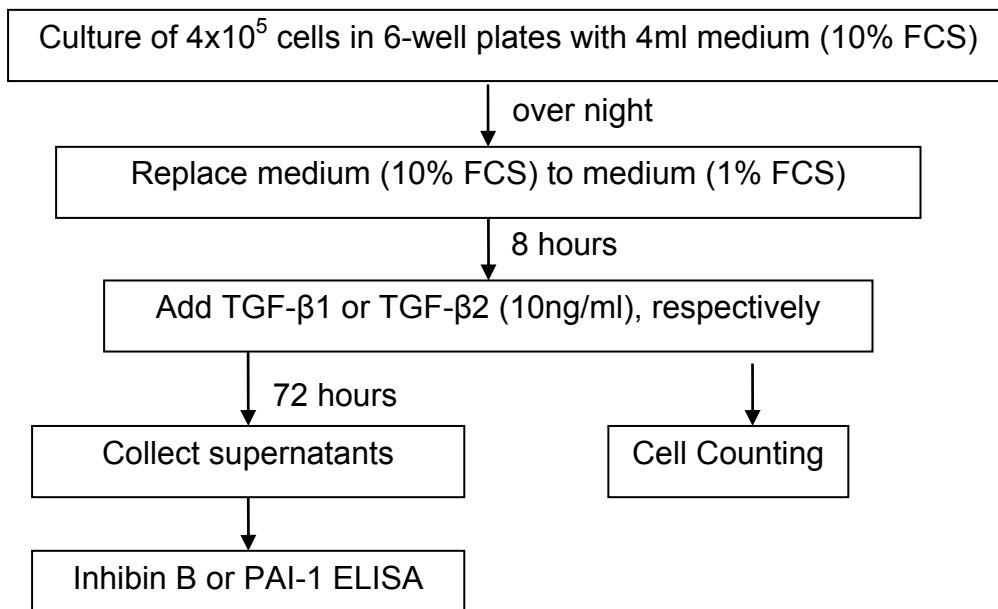 Culture of 4x10⁵ cells in 6-well plates with 4ml medium (10% FCS)
over night
Replace medium (10% FCS) to medium (1% FCS)
8 hours
Add TGF-β1 or TGF-β2 (10ng/ml), respectively
72 hours
Collect supernatants
Cell Counting
Inhibin B or PAI-1 ELISA